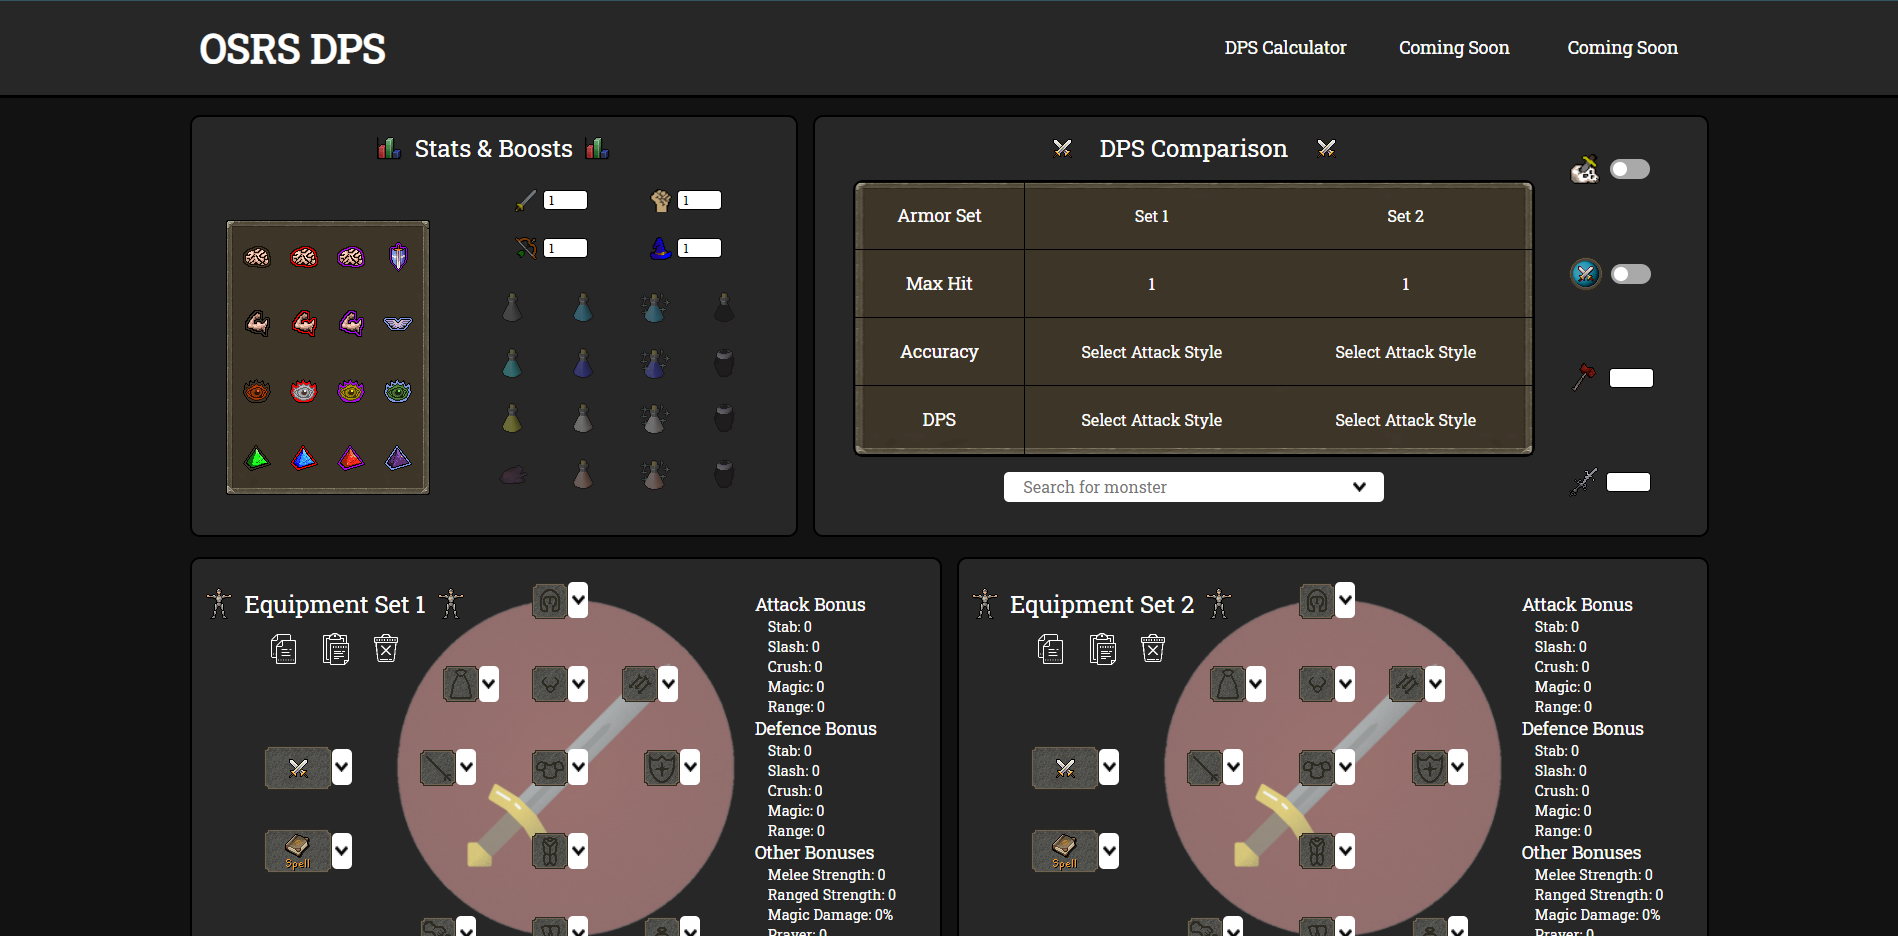 OSRS DPS
DPS Calculator
Coming Soon
Coming Soon
Stats & Boosts
1
1
1
1
DPS Comparison
Armor Set Set 1 Set 2
Max Hit 1 1
Accuracy Select Attack Style Select Attack Style
DPS Select Attack Style Select Attack Style
Search for monster
Equipment Set 1
Spell
Attack Bonus
Stab: 0
Slash: 0
Crush: 0
Magic: 0
Range: 0
Defence Bonus
Stab: 0
Slash: 0
Crush: 0
Magic: 0
Range: 0
Other Bonuses
Melee Strength: 0
Ranged Strength: 0
Magic Damage: 0%
Prayer: 0
Equipment Set 2
Spell
Attack Bonus
Stab: 0
Slash: 0
Crush: 0
Magic: 0
Range: 0
Defence Bonus
Stab: 0
Slash: 0
Crush: 0
Magic: 0
Range: 0
Other Bonuses
Melee Strength: 0
Ranged Strength: 0
Magic Damage: 0%
Prayer: 0